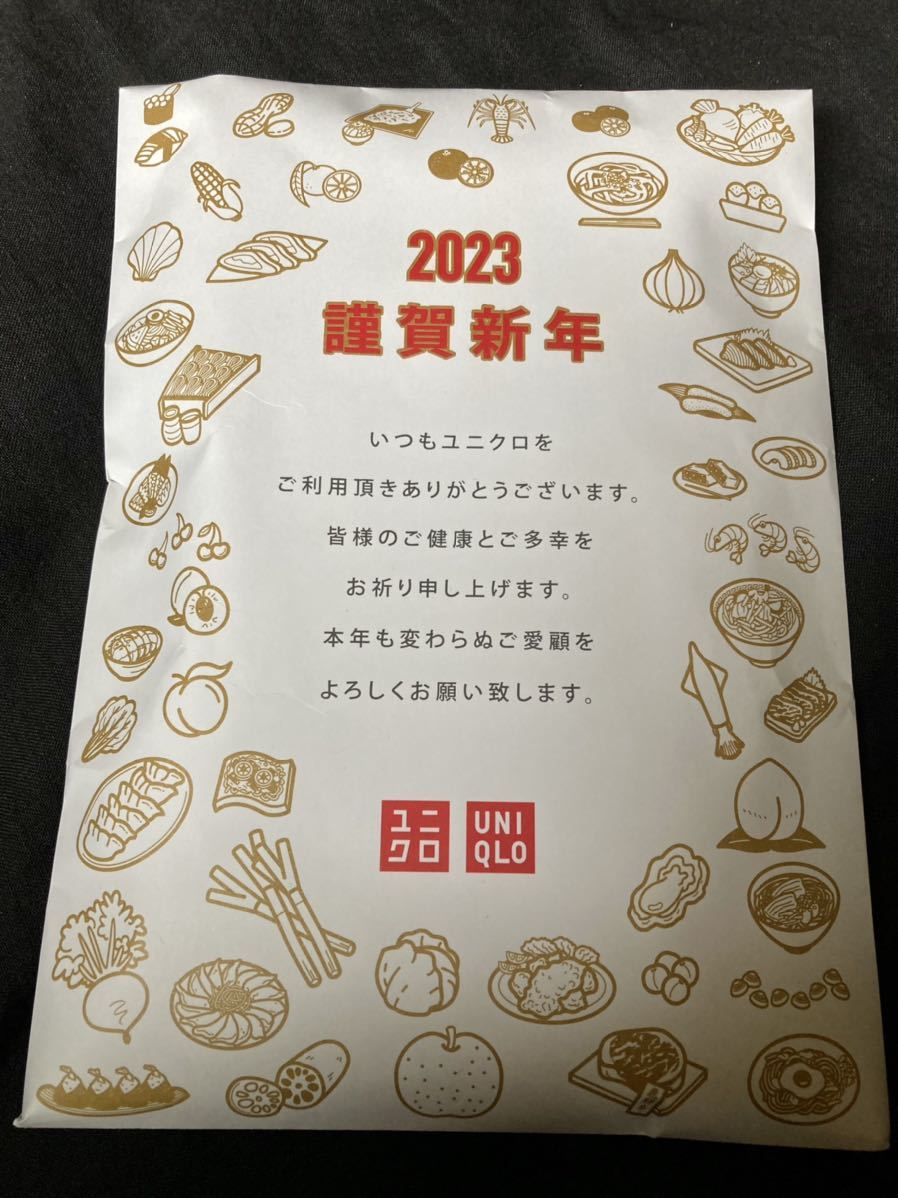 2023
謹賀新年
いつもユニクロを
ご利用頂きありがとうございます。
皆様のご健康とご多幸を
お祈り申し上げます。
本年も変わらぬご愛顧を
よろしくお願い致します。
ユニ
クロ
UNI
QLO